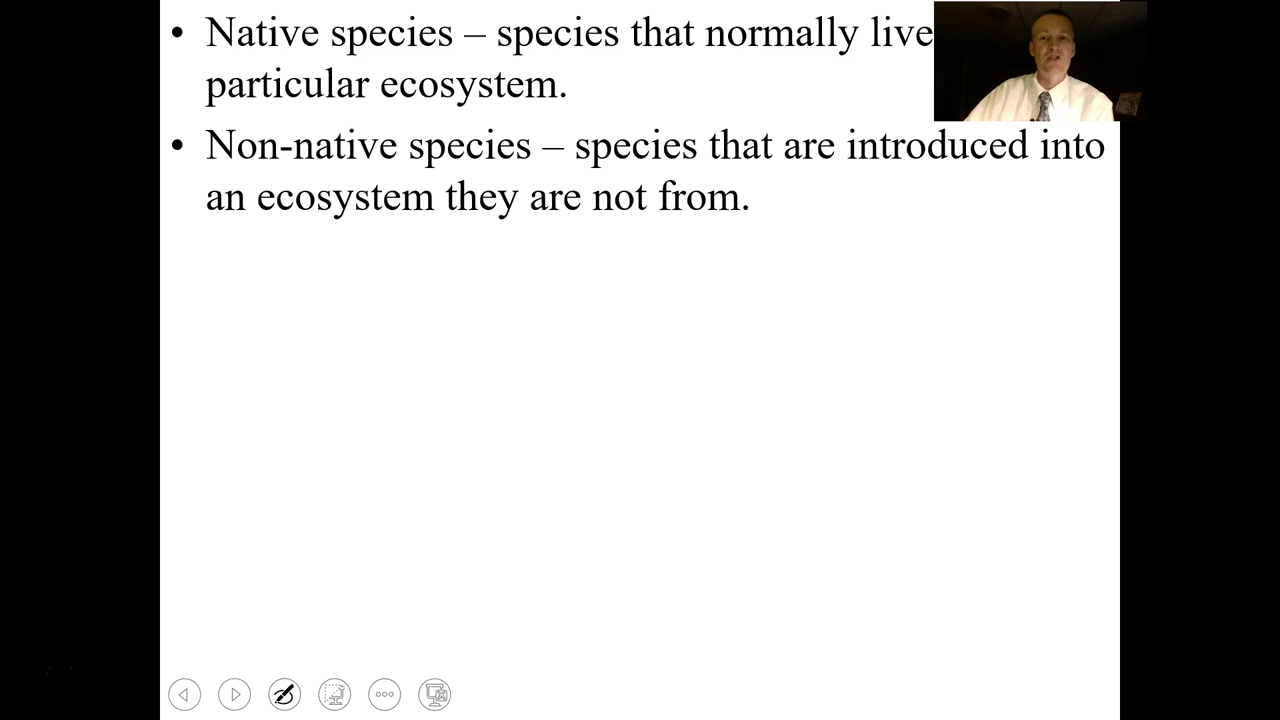 • Native species – species that normally live
particular ecosystem.
• Non-native species – species that are introduced into
an ecosystem they are not from.